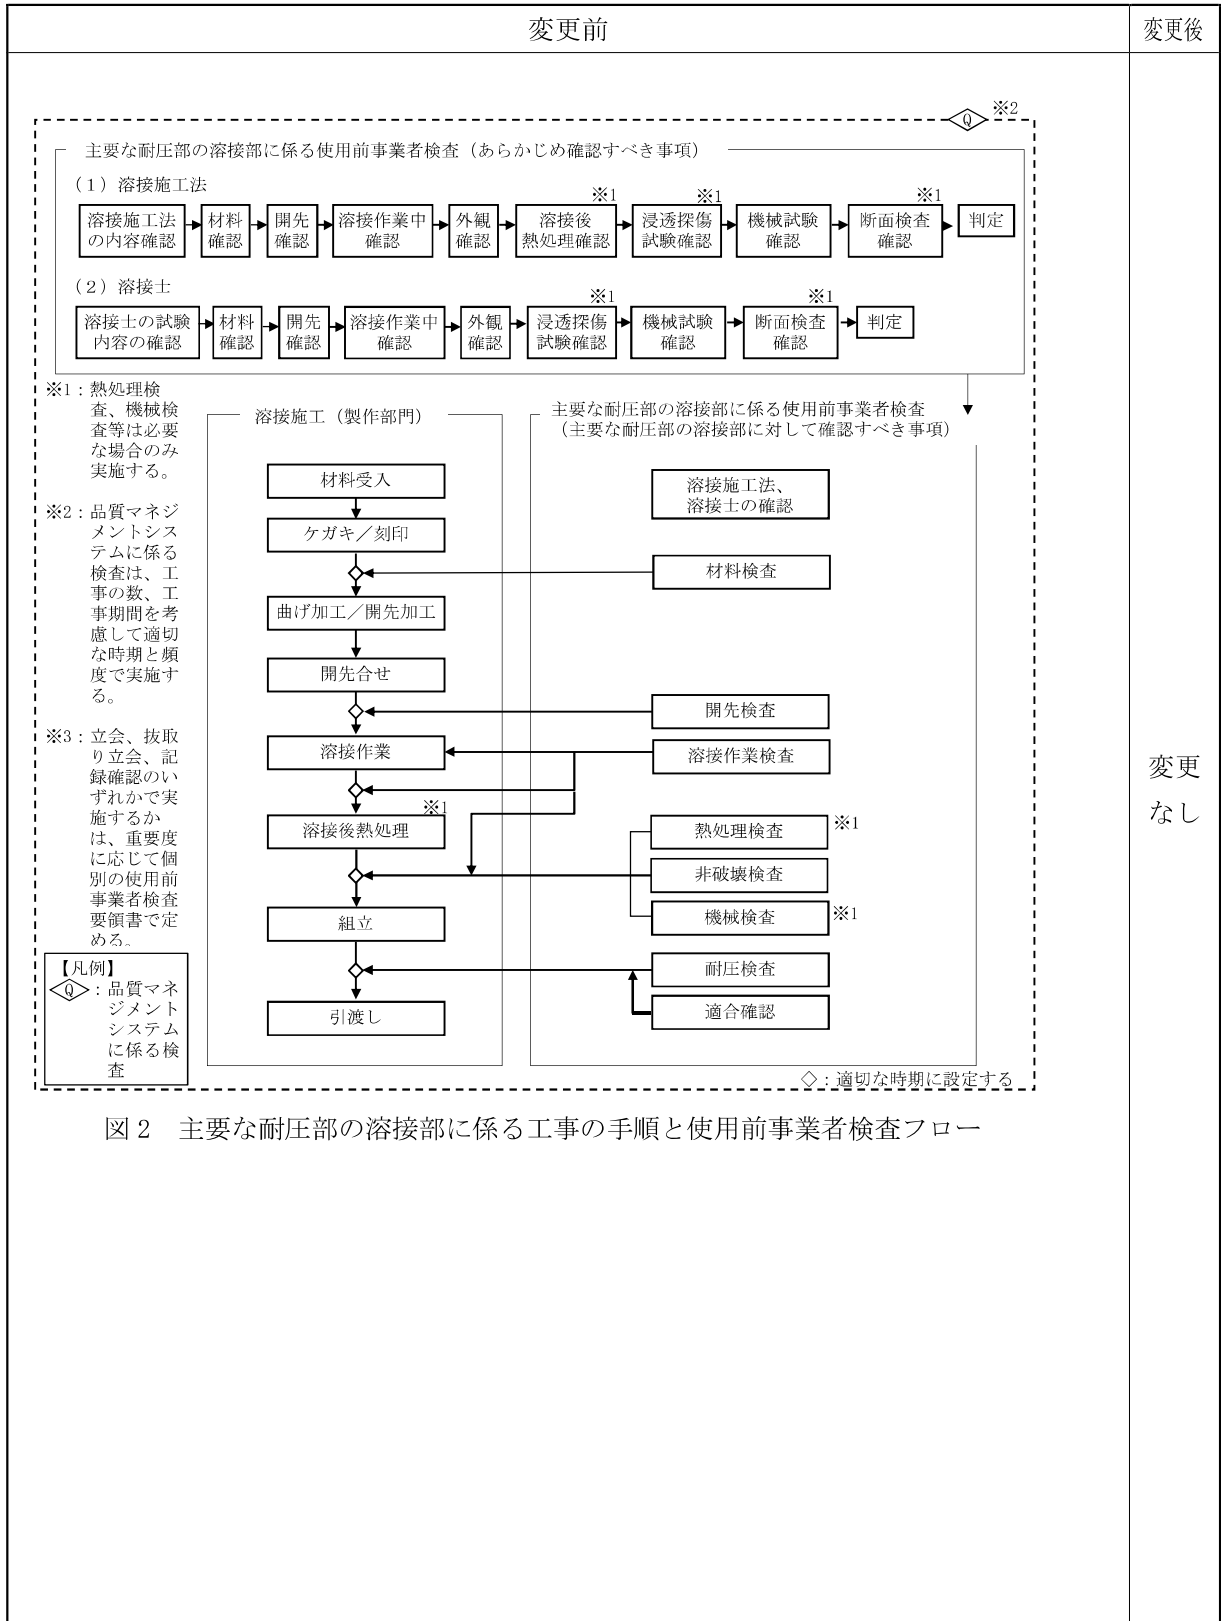 変更前
変更後
Q
※2
主要な耐圧部の溶接部に係る使用前事業者検査（あらかじめ確認すべき事項）
（1）溶接施工法
※1
※1
※1
溶接施工法
の内容確認
材料
確認
開先
確認
溶接作業中
確認
外観
確認
溶接後
熱処理確認
浸透探傷
試験確認
機械試験
確認
断面検査
確認
判定
（2）溶接士
※1
※1
溶接士の試験
内容の確認
材料
確認
開先
確認
溶接作業中
確認
外観
確認
浸透探傷
試験確認
機械試験
確認
断面検査
確認
判定
※1：熱処理検
査、機械検
査等は必要
な場合のみ
実施する。
※2：品質マネジ
メントシス
テムに係る
検査は、工
事の数、工
事期間を考
慮して適切
な時期と頻
度で実施す
る。
※3：立会、抜取
り立会、記
録確認のい
ずれかで実
施するか
は、重要度
に応じて個
別の使用前
事業者検査
要領書で定
める。
【凡例】
Q：品質マネ
ジメント
システム
に係る検
査
溶接施工（製作部門）
材料受入
ケガキ／刻印
曲げ加工／開先加工
開先合せ
溶接作業
※1
溶接後熱処理
組立
引渡し
主要な耐圧部の溶接部に係る使用前事業者検査
（主要な耐圧部の溶接部に対して確認すべき事項）
溶接施工法、
溶接士の確認
材料検査
開先検査
溶接作業検査
熱処理検査
※1
非破壊検査
機械検査
※1
耐圧検査
適合確認
◇：適切な時期に設定する
図2　主要な耐圧部の溶接部に係る工事の手順と使用前事業者検査フロー
変更
なし